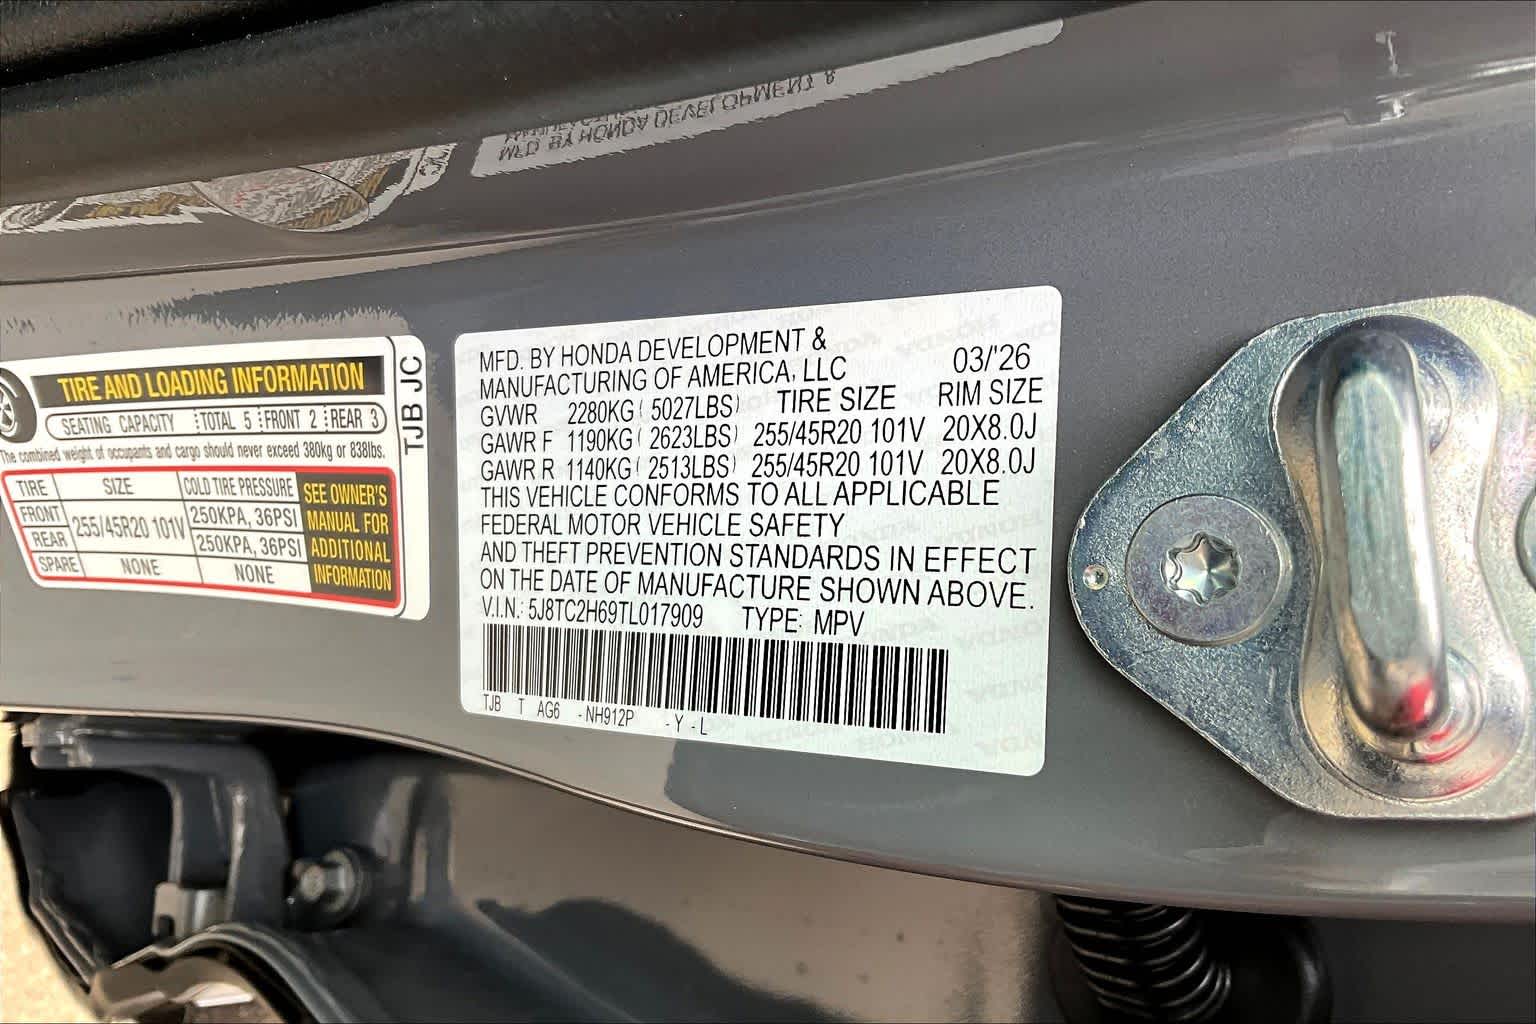 TIRE AND LOADING INFORMATION
SEATING CAPACITY TOTAL 5 FRONT 2 REAR 3
The combined weight of occupants and cargo should never exceed 380kg or 838lbs.
TIRE SIZE COLD TIRE PRESSURE
FRONT 255/45R20 101V 250KPA, 36PSI
REAR 250KPA, 36PSI
SPARE NONE NONE
SEE OWNER'S
MANUAL FOR
ADDITIONAL
INFORMATION
TJB JC
MFD. BY HONDA DEVELOPMENT &
MANUFACTURING OF AMERICA, LLC 03/'26
GVWR 2280KG( 5027LBS) TIRE SIZE RIM SIZE
GAWR F 1190KG( 2623LBS) 255/45R20 101V 20X8.0J
GAWR R 1140KG( 2513LBS) 255/45R20 101V 20X8.0J
THIS VEHICLE CONFORMS TO ALL APPLICABLE
FEDERAL MOTOR VEHICLE SAFETY
AND THEFT PREVENTION STANDARDS IN EFFECT
ON THE DATE OF MANUFACTURE SHOWN ABOVE.
V.I.N.: 5J8TC2H69TL017909 TYPE: MPV
TJB T AG6 - NH912P - Y - L
MFD. BY HONDA DEVELOPMENT &